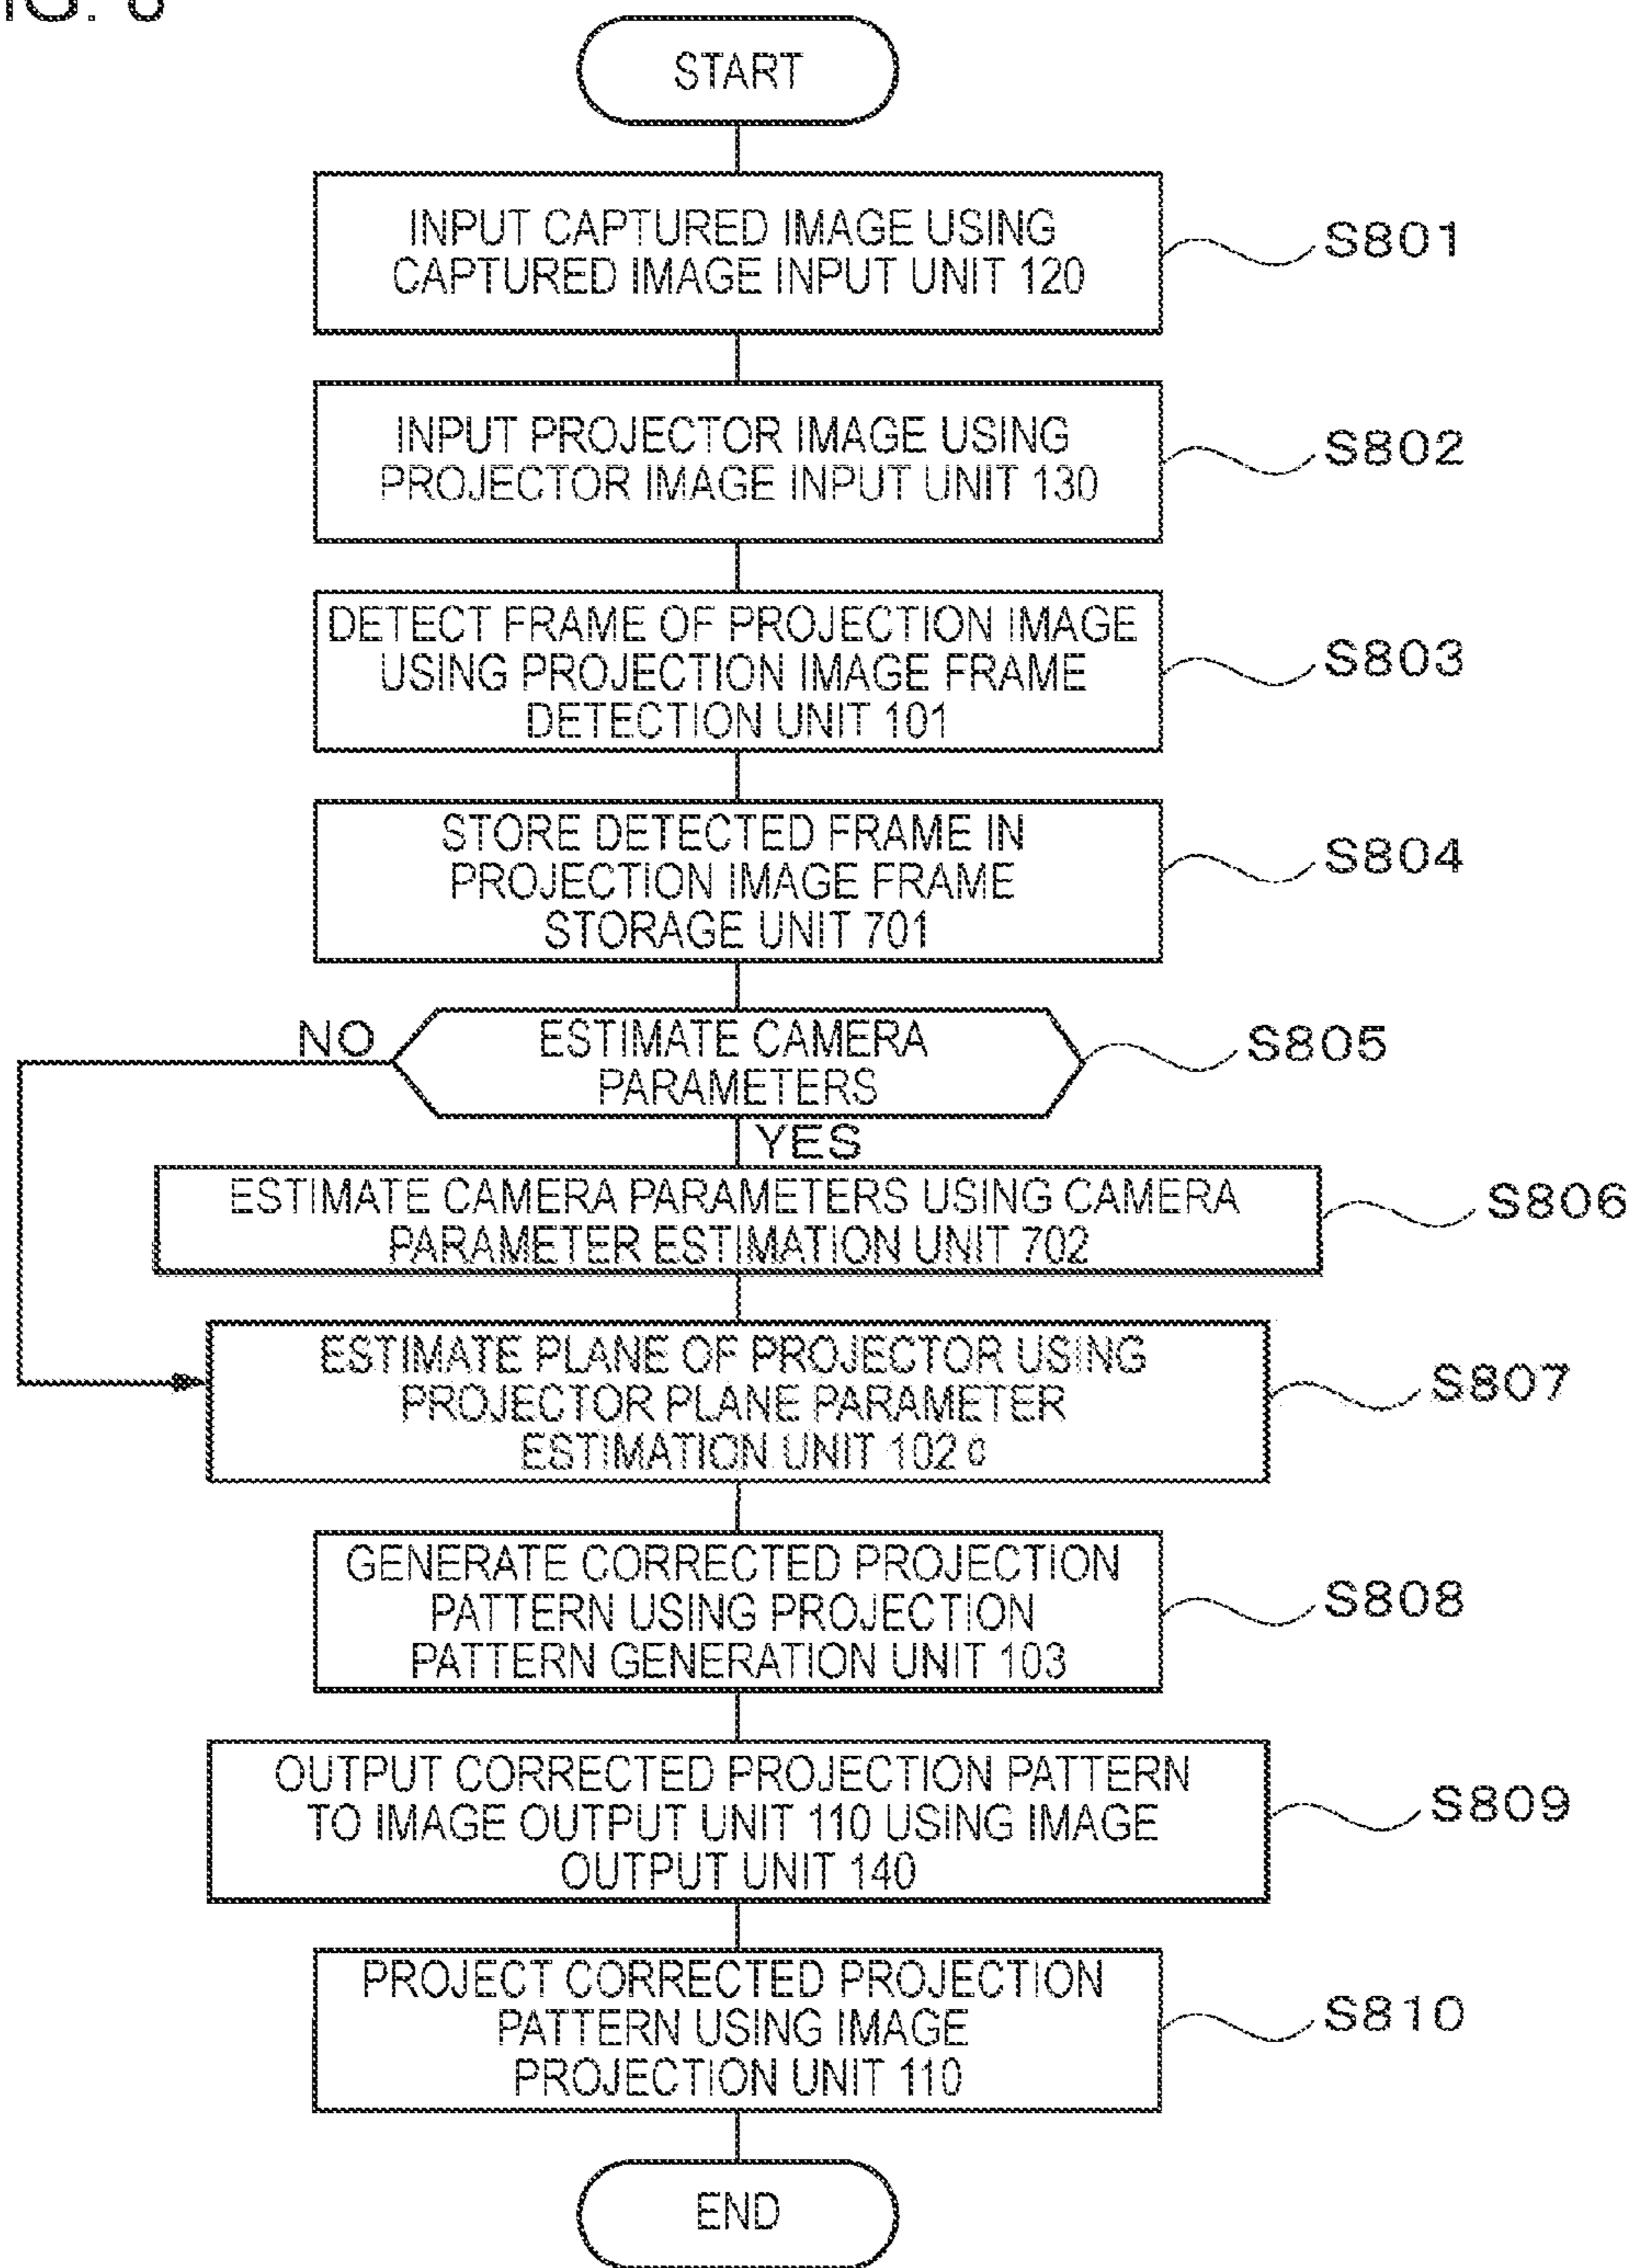 START
INPUT CAPTURED IMAGE USING
CAPTURED IMAGE INPUT UNIT 120
S801
INPUT PROJECTOR IMAGE USING
PROJECTOR IMAGE INPUT UNIT 130
S802
DETECT FRAME OF PROJECTION IMAGE
USING PROJECTION IMAGE FRAME
DETECTION UNIT 101
S803
STORE DETECTED FRAME IN
PROJECTION IMAGE FRAME
STORAGE UNIT 701
S804
NO
ESTIMATE CAMERA
PARAMETERS
S805
YES
ESTIMATE CAMERA PARAMETERS USING CAMERA
PARAMETER ESTIMATION UNIT 702
S806
ESTIMATE PLANE OF PROJECTOR USING
PROJECTOR PLANE PARAMETER
ESTIMATION UNIT 102c
S807
GENERATE CORRECTED PROJECTION
PATTERN USING PROJECTION
PATTERN GENERATION UNIT 103
S808
OUTPUT CORRECTED PROJECTION PATTERN
TO IMAGE OUTPUT UNIT 110 USING IMAGE
OUTPUT UNIT 140
S809
PROJECT CORRECTED PROJECTION
PATTERN USING IMAGE
PROJECTION UNIT 110
S810
END